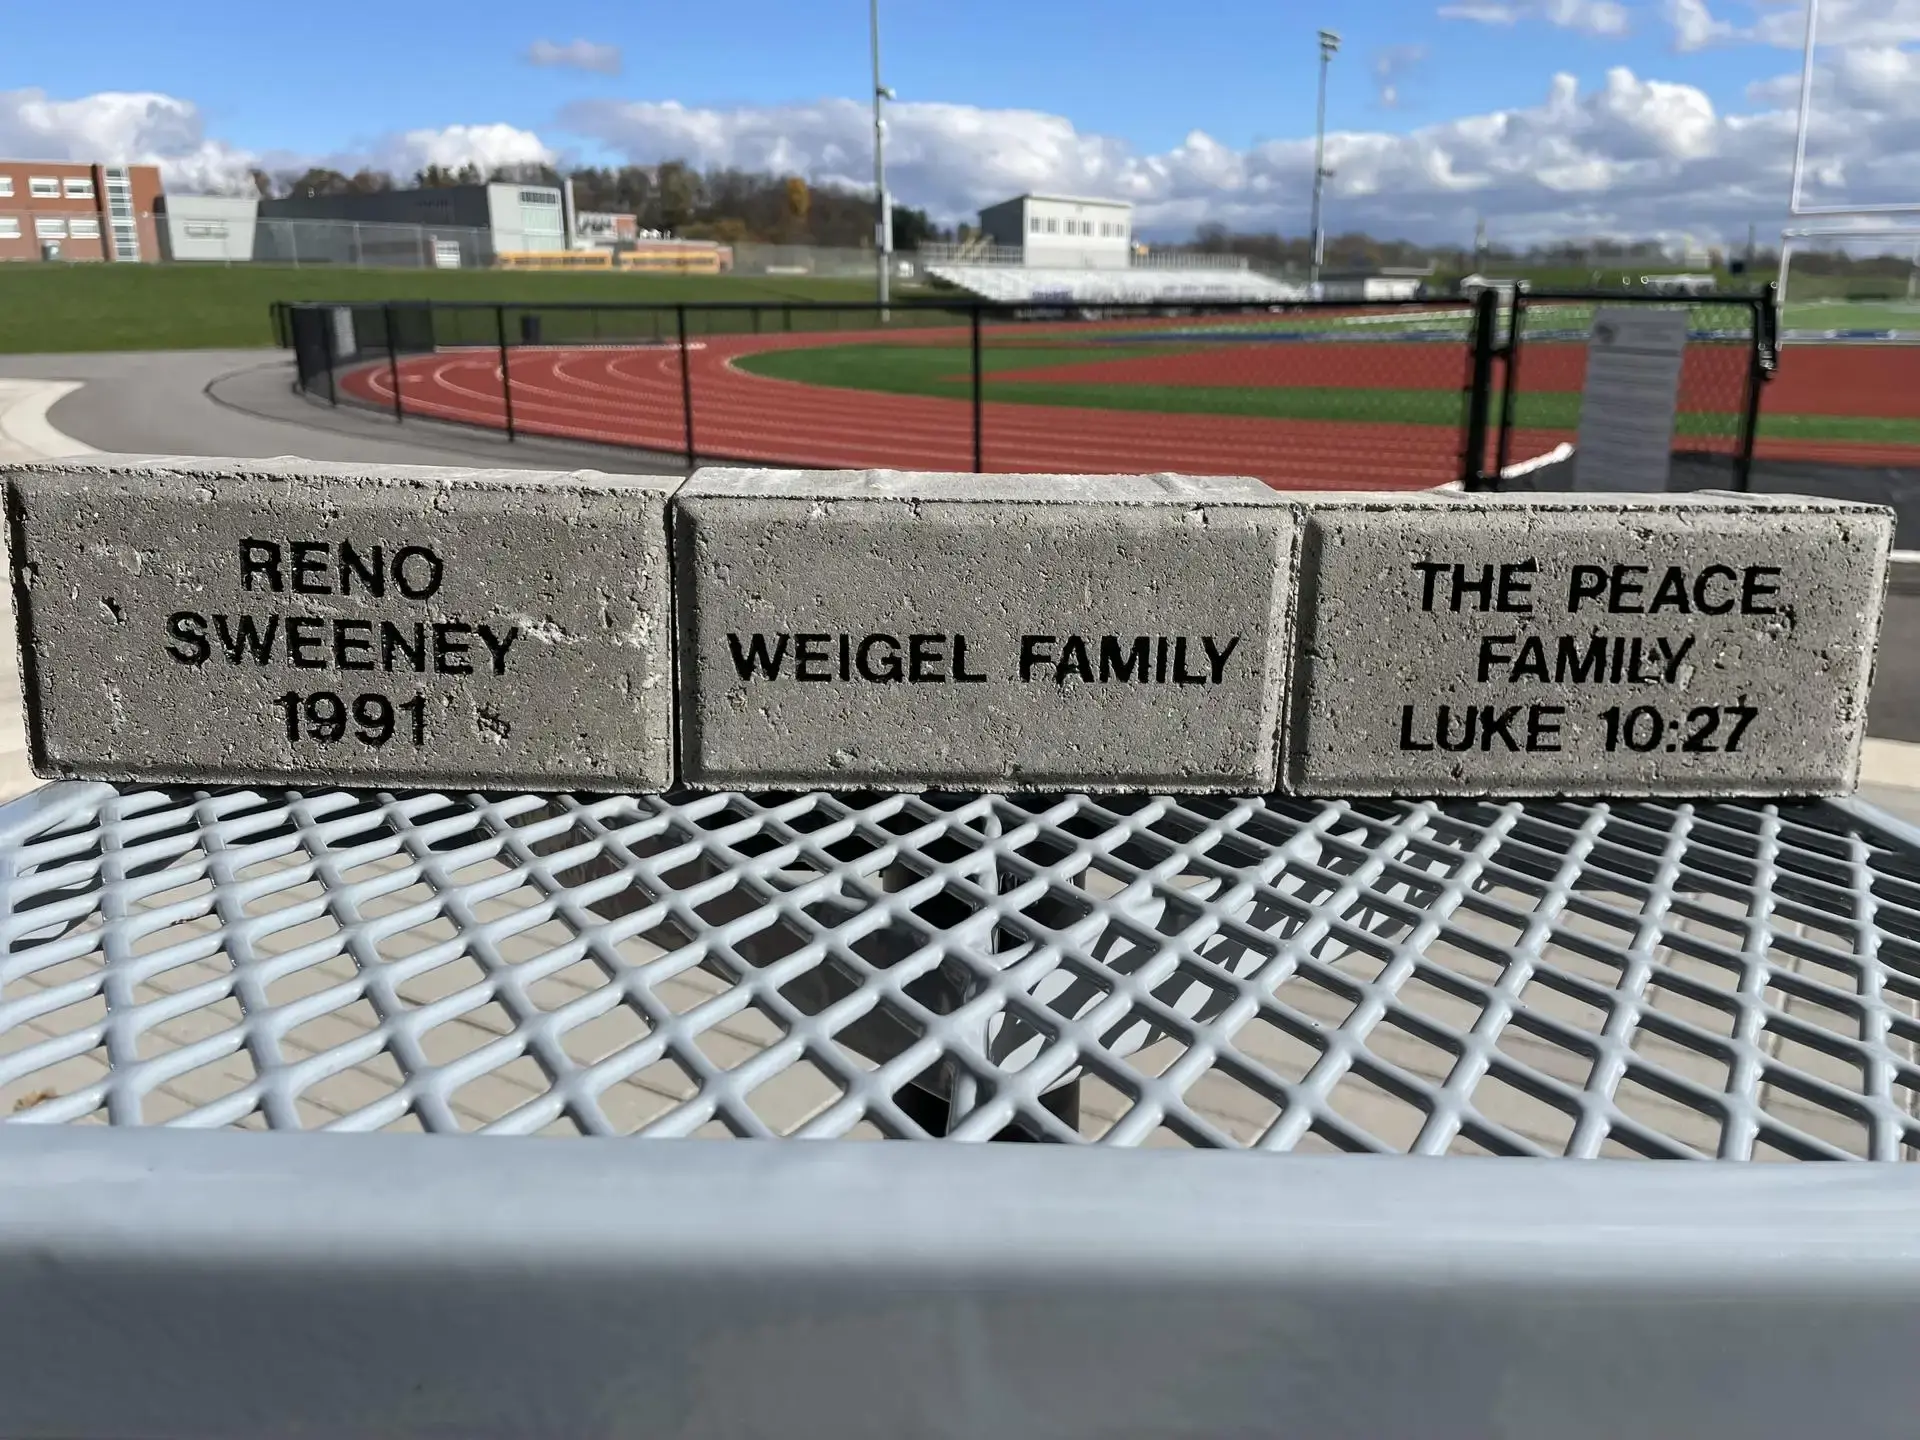 RENO
SWEENEY
1991
WEIGEL FAMILY
THE PEACE
FAMILY
LUKE 10:27